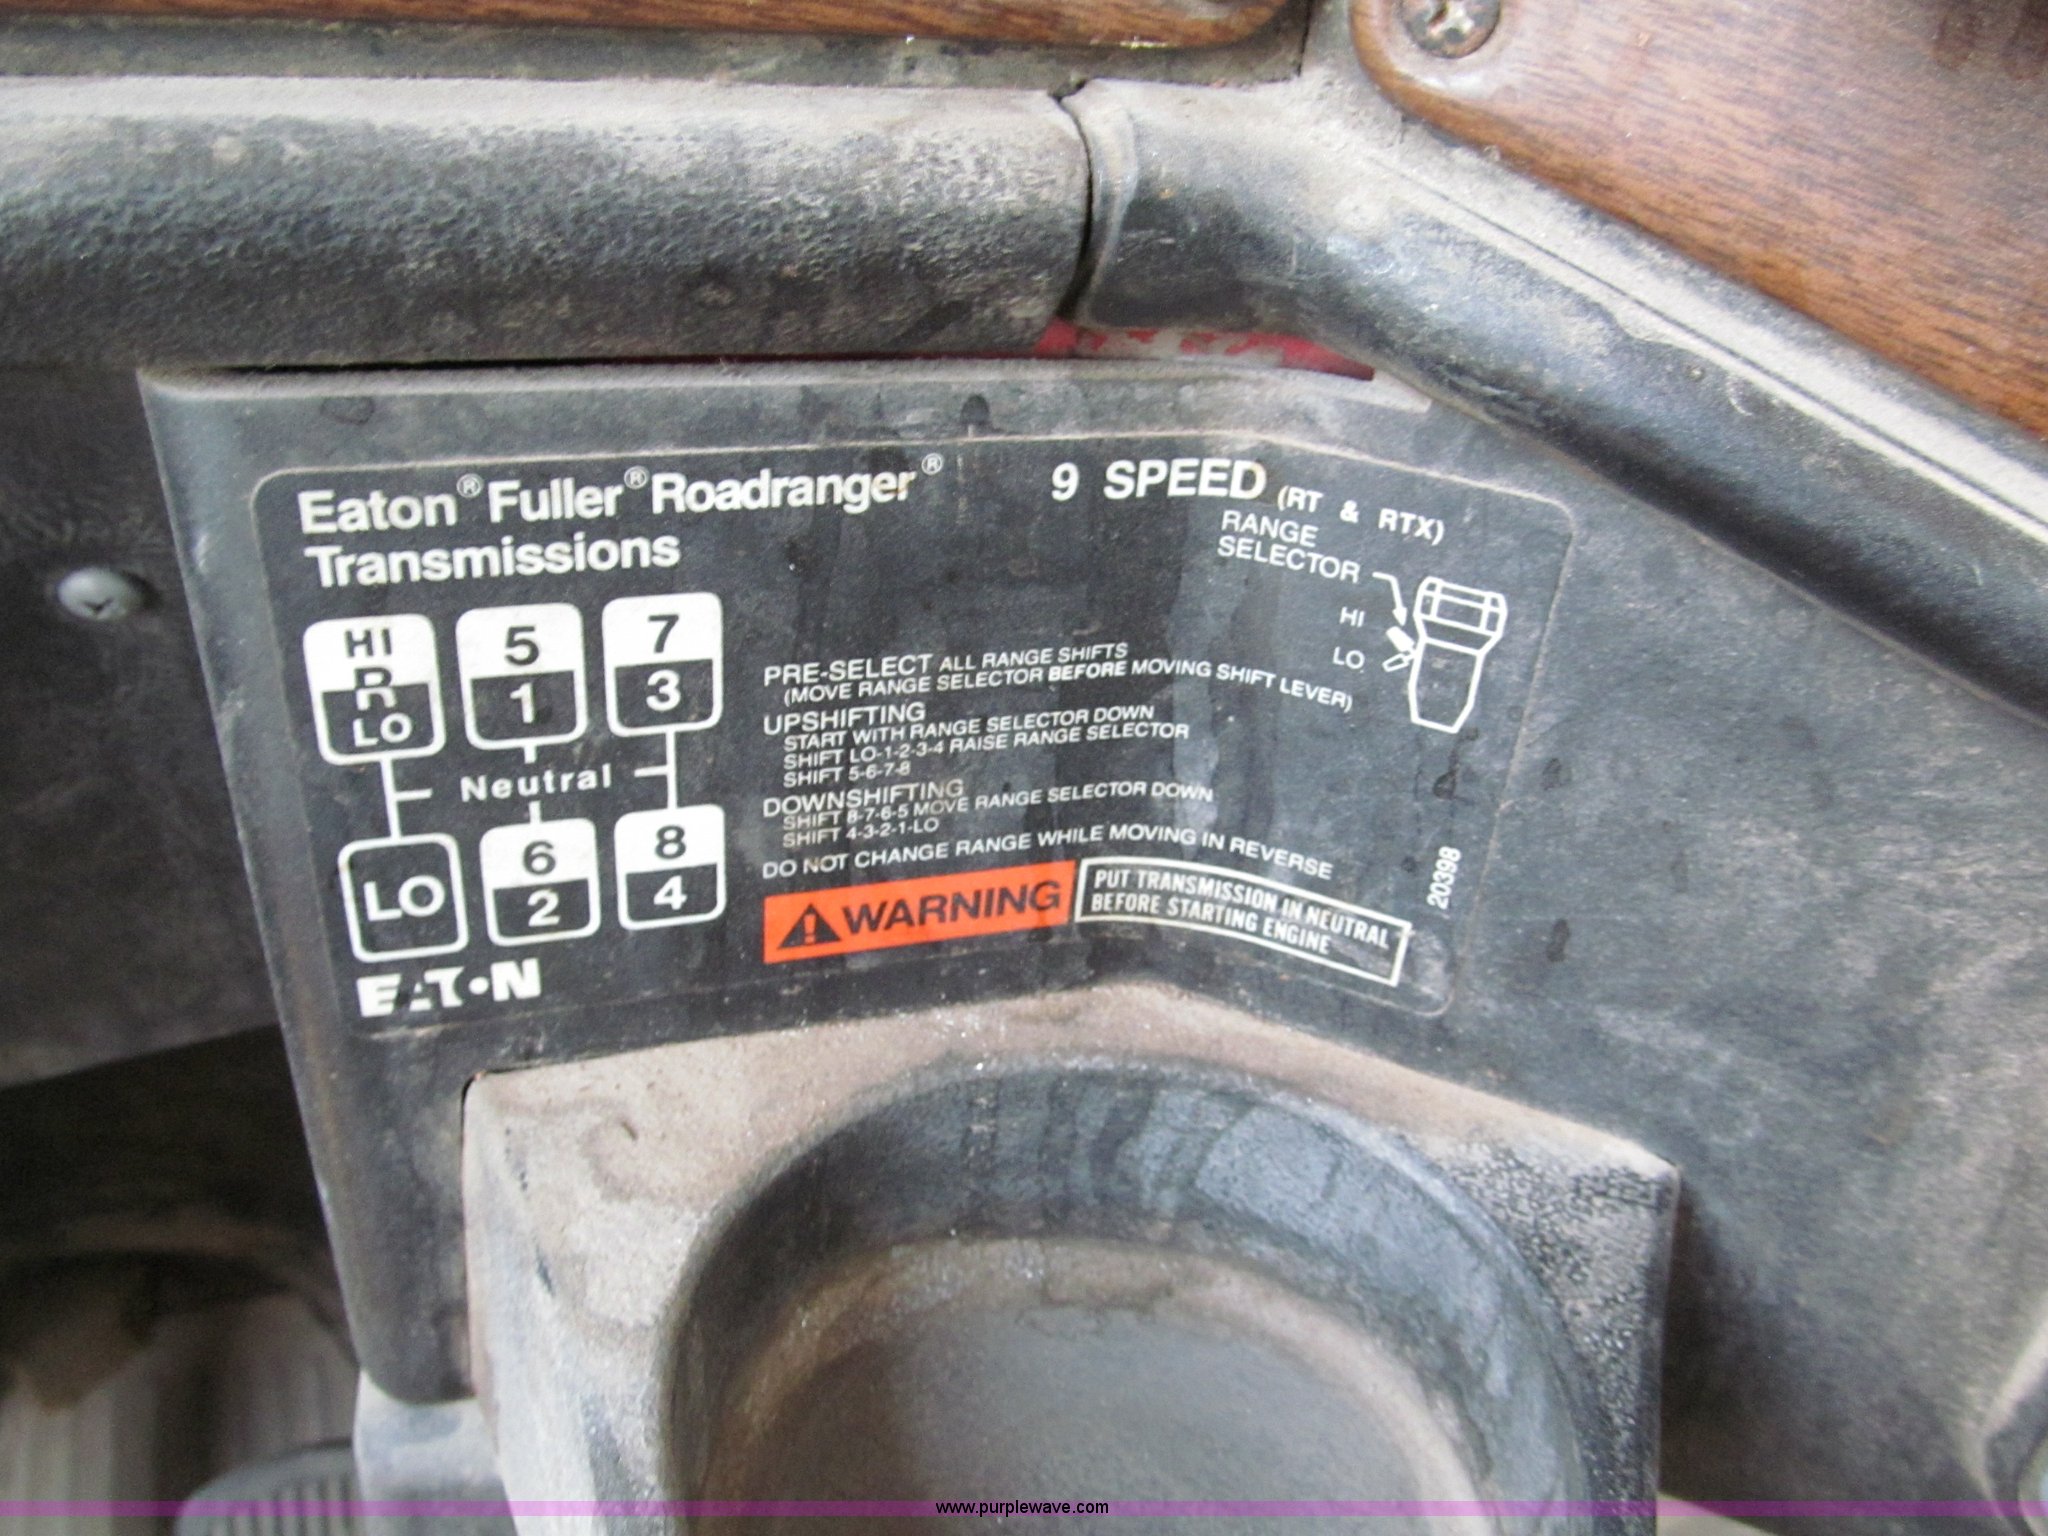 Eaton® Fuller® Roadranger®
Transmissions
9 SPEED (RT & RTX)
RANGE
SELECTOR
HI
LO
HI
R
LO
5
1
7
3
Neutral
LO
6
2
8
4
EATON
PRE-SELECT ALL RANGE SHIFTS
(MOVE RANGE SELECTOR BEFORE MOVING SHIFT LEVER)
UPSHIFTING
START WITH RANGE SELECTOR DOWN
SHIFT LO-1-2-3-4 RAISE RANGE SELECTOR
SHIFT 5-6-7-8
DOWNSHIFTING
SHIFT 8-7-6-5 MOVE RANGE SELECTOR DOWN
SHIFT 4-3-2-1-LO
DO NOT CHANGE RANGE WHILE MOVING IN REVERSE
WARNING
PUT TRANSMISSION IN NEUTRAL
BEFORE STARTING ENGINE
20398
www.purplewave.com